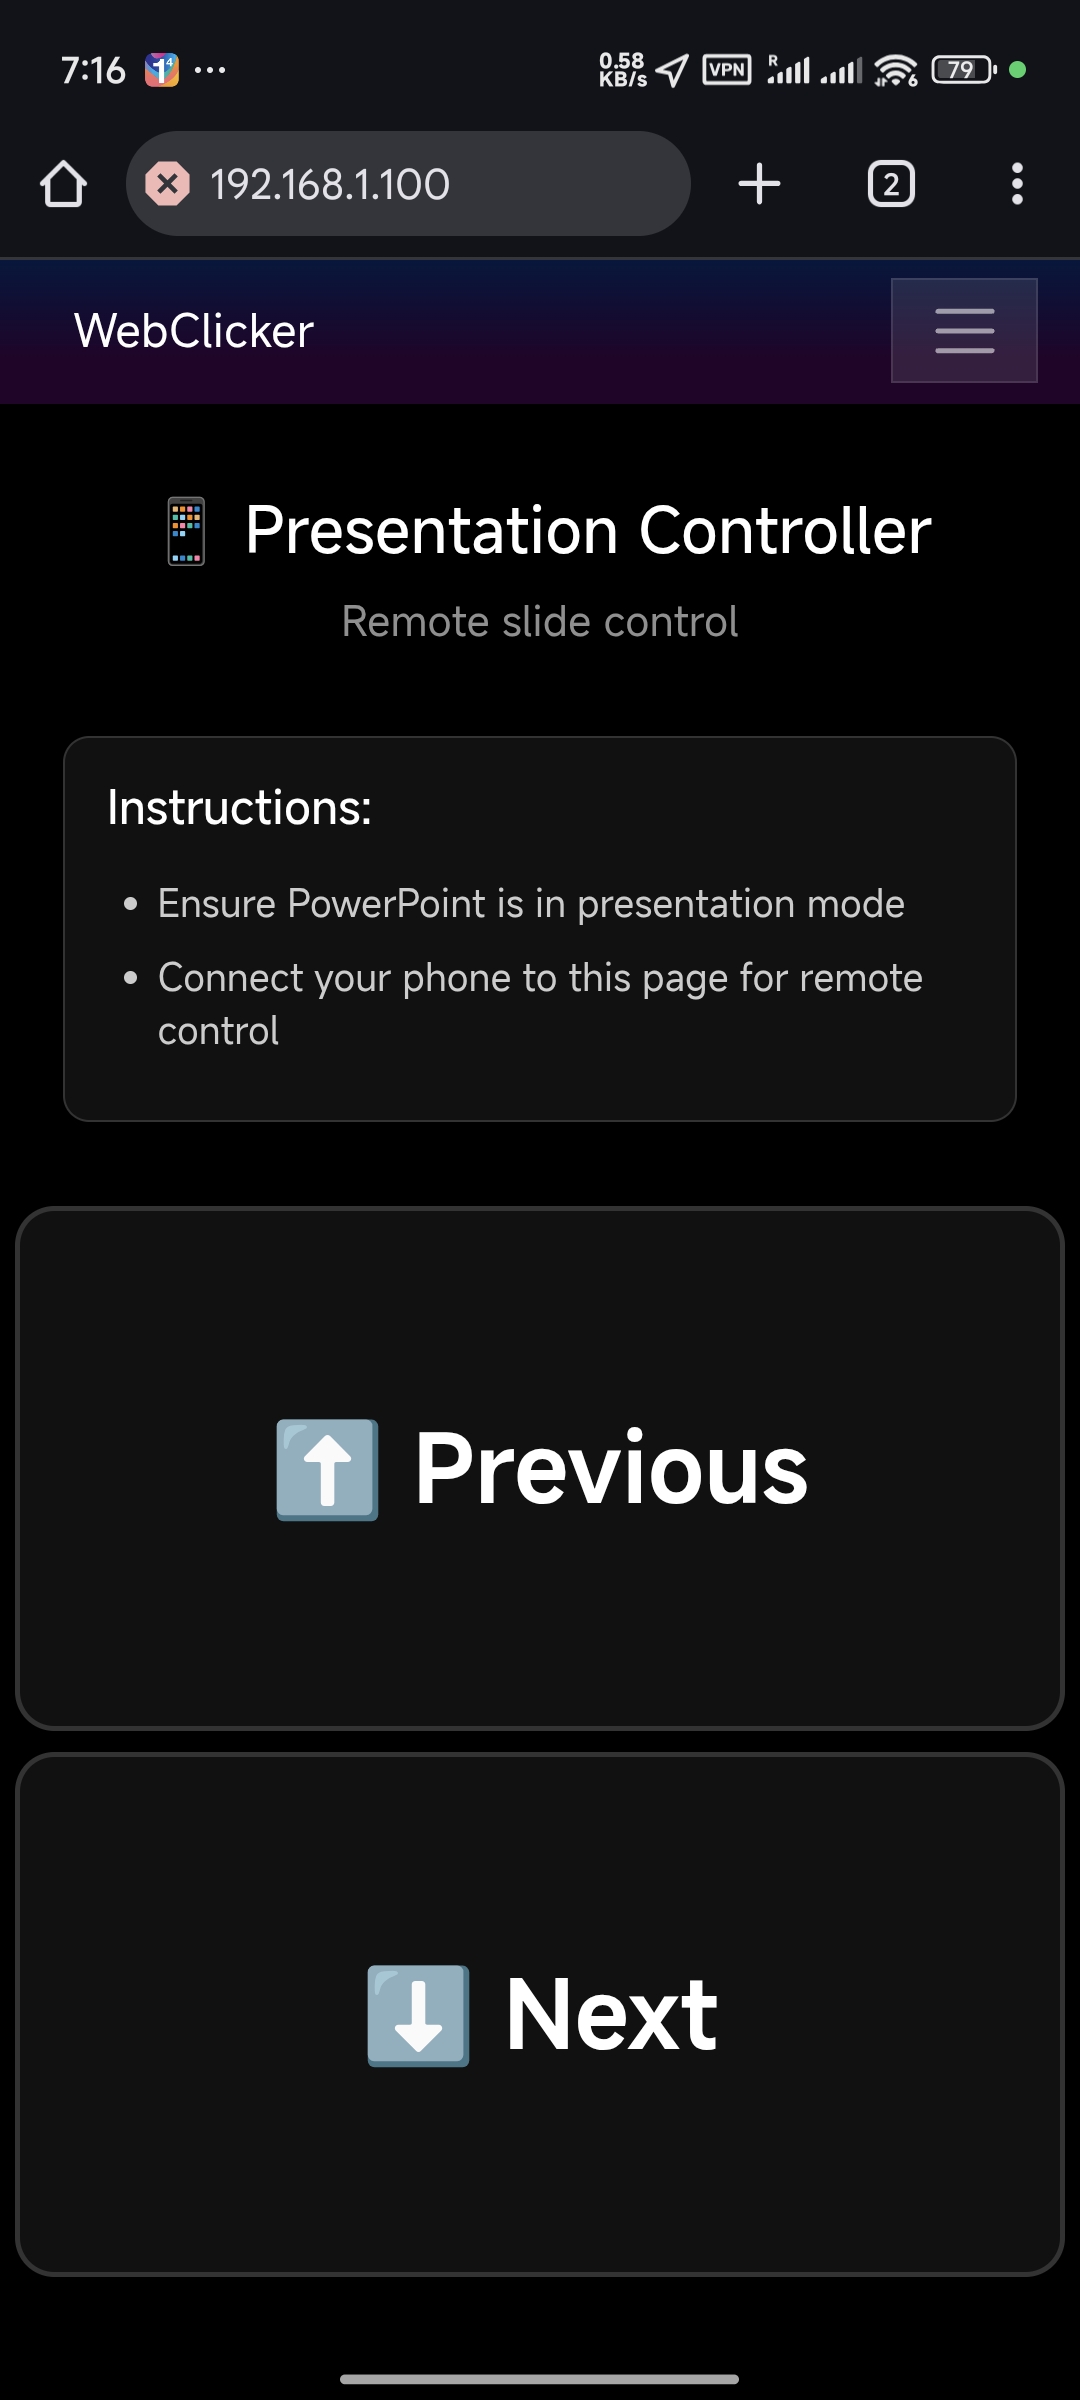 7:16
0.58
KB/s
VPN
R
6
79
192.168.1.100
2
WebClicker
Presentation Controller
Remote slide control
Instructions:
Ensure PowerPoint is in presentation mode
Connect your phone to this page for remote
control
Previous
Next